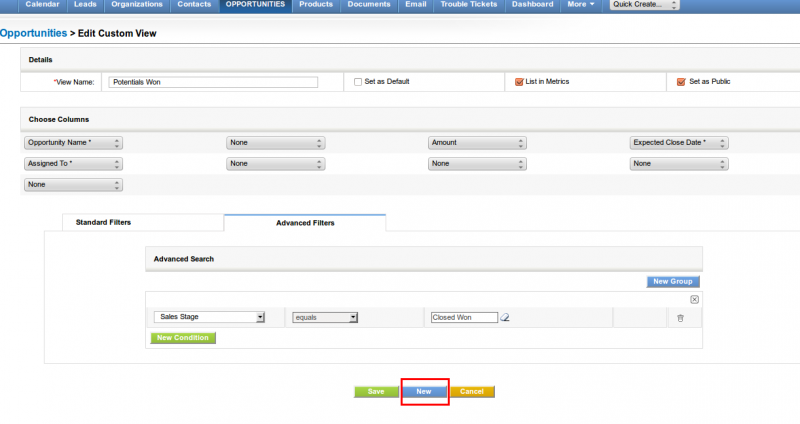 Calendar Leads Organizations Contacts OPPORTUNITIES Products Documents Email Trouble Tickets Dashboard More Quick Create...
Opportunities > Edit Custom View
Details
*View Name: Potentials Won Set as Default List in Metrics Set as Public
Choose Columns
Opportunity Name * None Amount Expected Close Date *
Assigned To * None None None
None
Standard Filters Advanced Filters
Advanced Search
New Group
Sales Stage equals Closed Won
New Condition
Save New Cancel